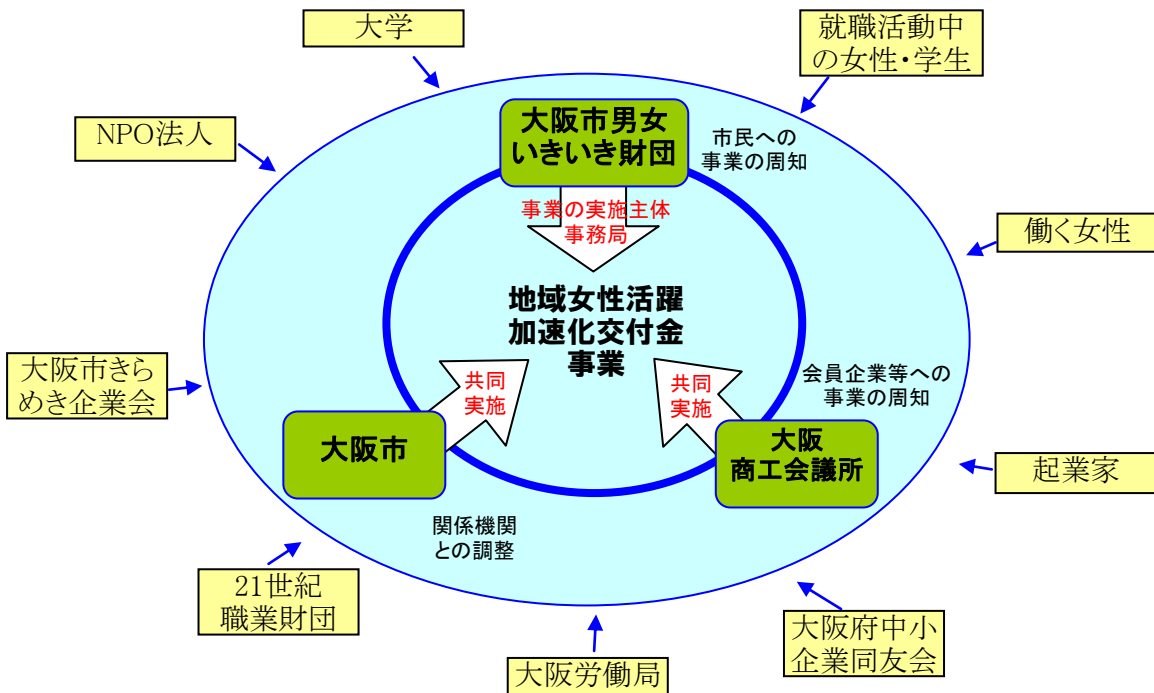 大学
就職活動中
の女性・学生
NPO法人
大阪市男女
いきいき財団
市民への
事業の周知
事業の実施主体
事務局
働く女性
地域女性活躍
加速化交付金
事業
大阪市きら
めき企業会
共同
実施
共同
実施
会員企業等への
事業の周知
大阪市
大阪
商工会議所
起業家
関係機関
との調整
21世紀
職業財団
大阪労働局
大阪府中小
企業同友会